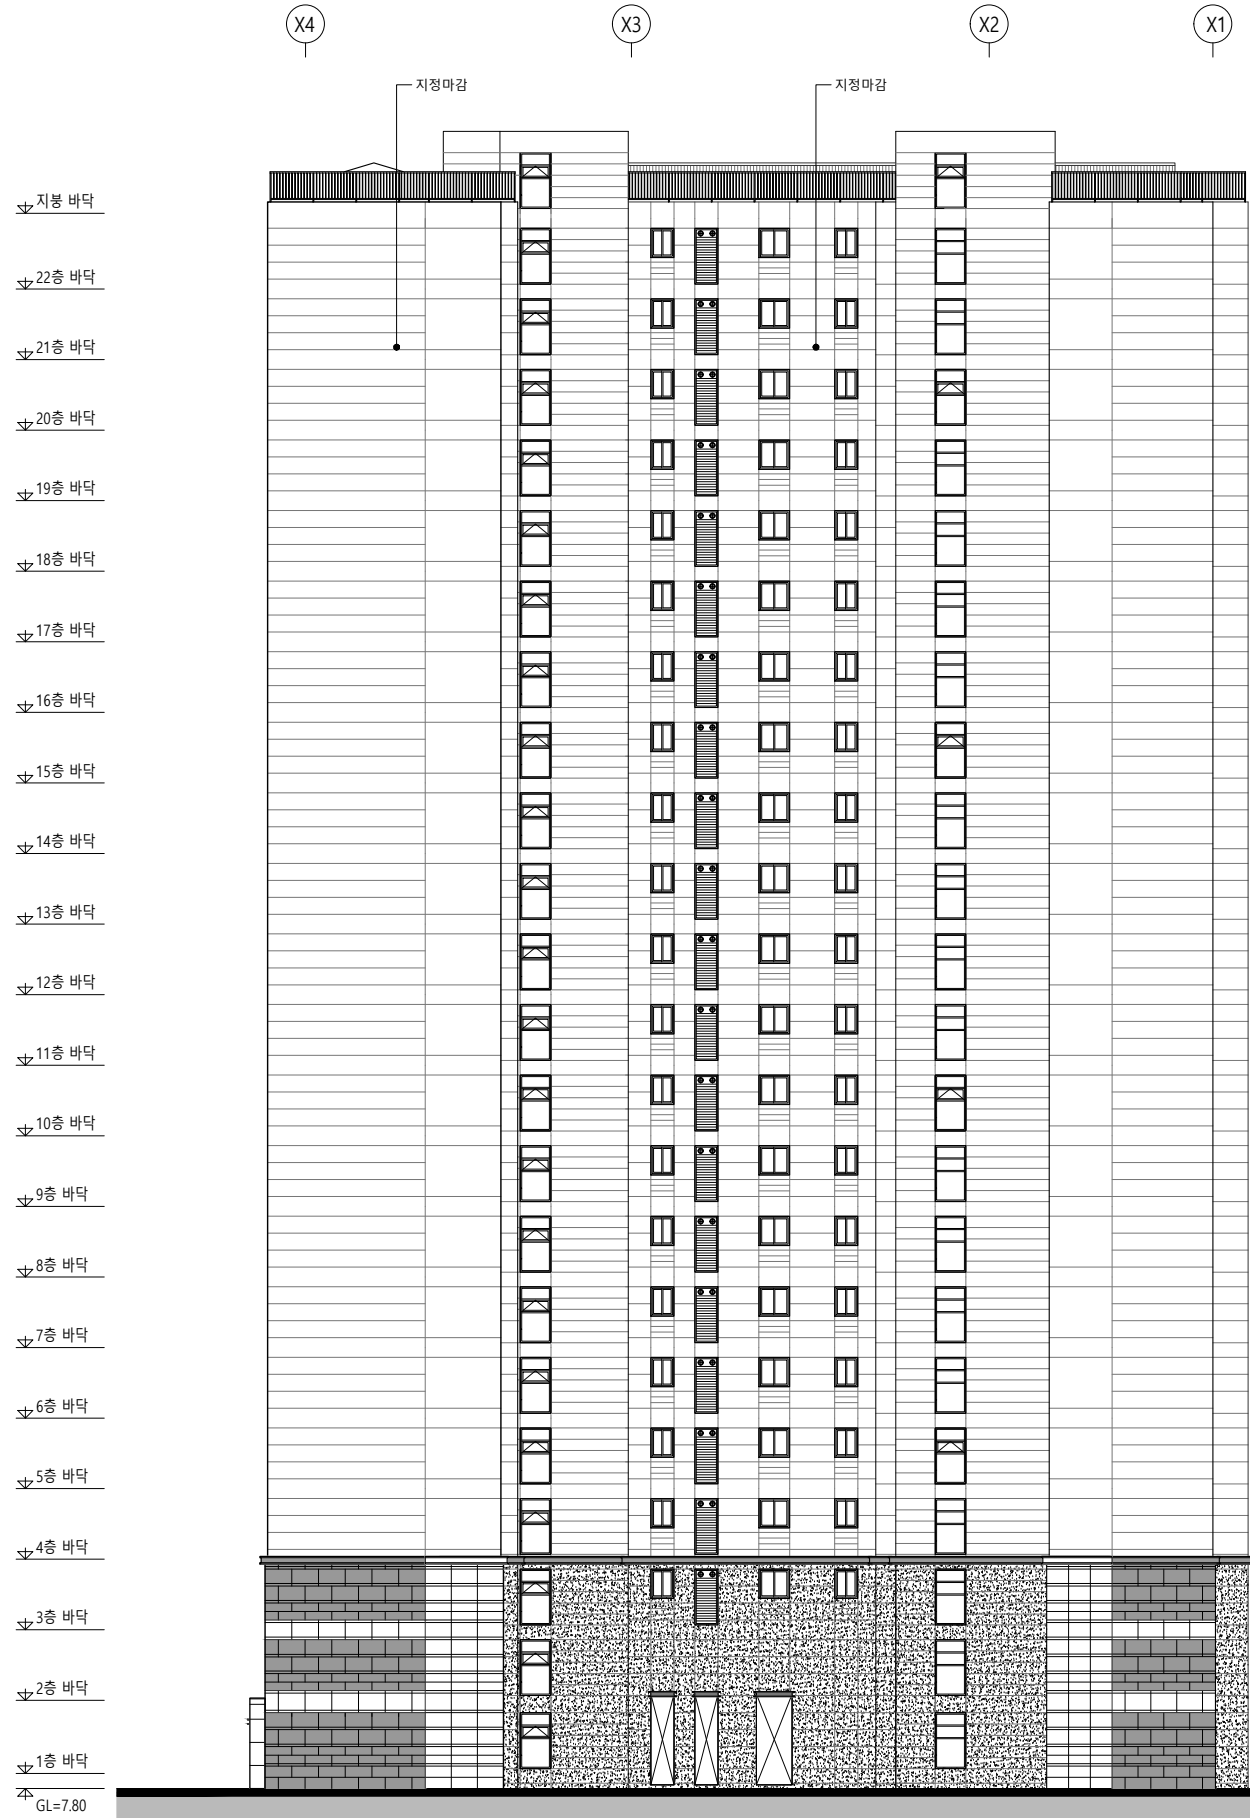 X4
X3
X2
X1
지정마감
지정마감
지붕 바닥
22층 바닥
21층 바닥
20층 바닥
19층 바닥
18층 바닥
17층 바닥
16층 바닥
15층 바닥
14층 바닥
13층 바닥
12층 바닥
11층 바닥
10층 바닥
9층 바닥
8층 바닥
7층 바닥
6층 바닥
5층 바닥
4층 바닥
3층 바닥
2층 바닥
1층 바닥
GL=7.80